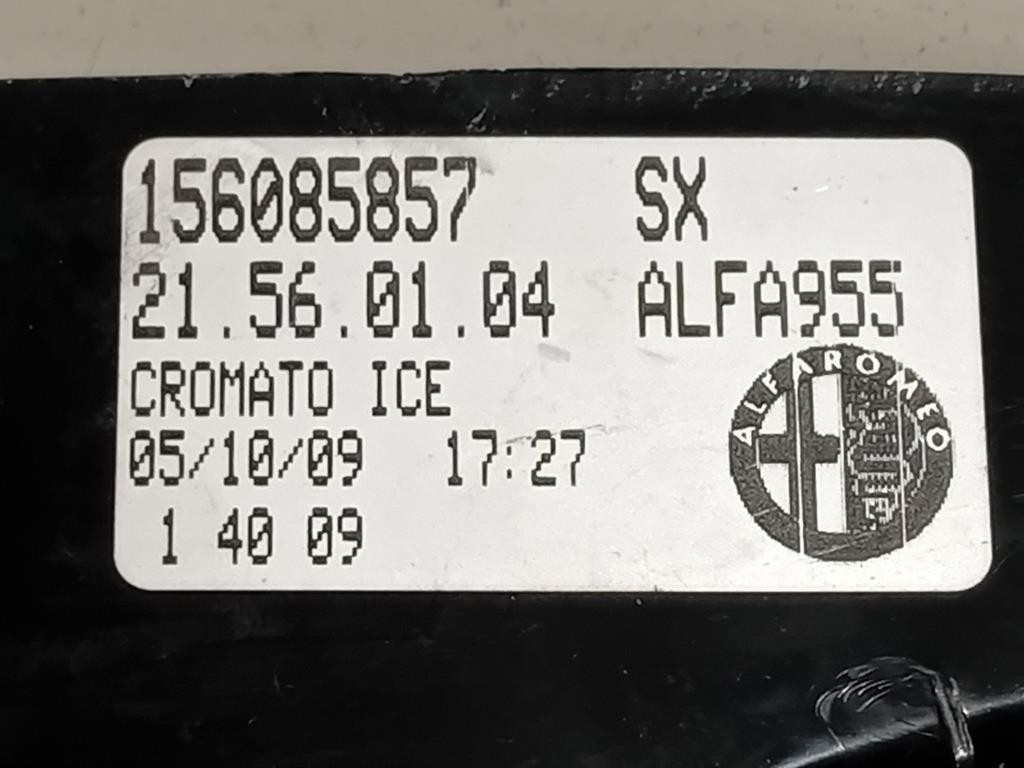 156085857 SX
21.56.01.04 ALFA955
CROMATO ICE
05/10/09 17:27
1 40 09
ALFA ROMEO